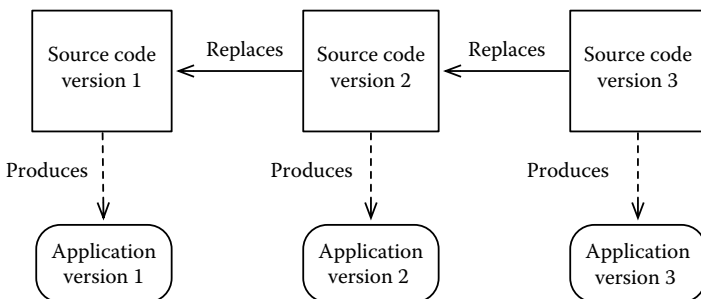 Source code
version 1
Replaces
Source code
version 2
Replaces
Source code
version 3
Produces
Produces
Produces
Application
version 1
Application
version 2
Application
version 3